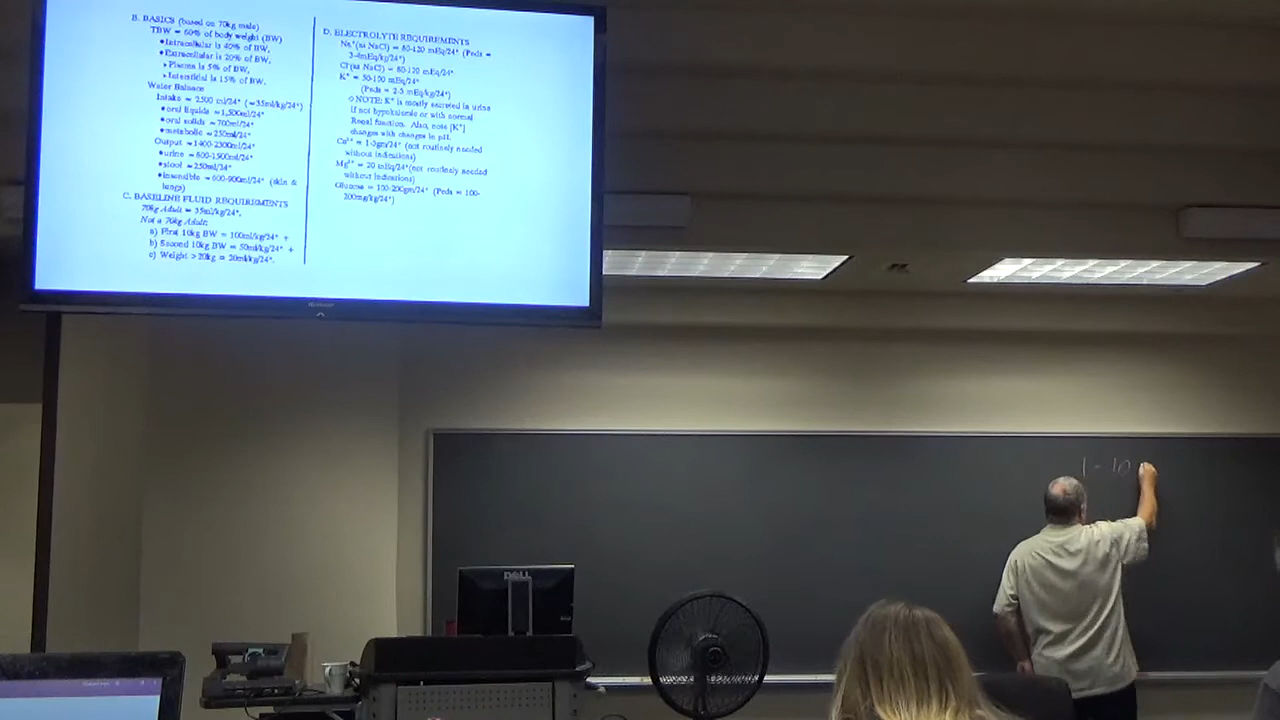 B. BASICS (based on 70kg male)
TBW = 60% of body weight (BW)
•Intracellular is 40% of BW,
•Extracellular is 20% of BW,
▸Plasma is 5% of BW,
▸Interstitial is 15% of BW.
Water Balance
Intake ≈ 2500 ml/24° (≈35ml/kg/24°)
•oral liquids ≈1,500ml/24°
•oral solids ≈700ml/24°
•metabolic ≈250ml/24°
Output ≈1400-2300ml/24°
•urine ≈800-1500ml/24°
•stool ≈250ml/24°
•insensible ≈600-900ml/24° (skin &
lungs)
C. BASELINE FLUID REQUIREMENTS
70kg Adult = 35ml/kg/24°.
Not a 70kg Adult:
a) First 10kg BW = 100ml/kg/24° +
b) Second 10kg BW = 50ml/kg/24° +
c) Weight >20kg = 20ml/kg/24°.
D. ELECTROLYTE REQUIREMENTS
Na⁺(as NaCl) = 80-120 mEq/24° (Peds =
3-4mEq/kg/24°)
Cl⁻(as NaCl) = 80-120 mEq/24°
K⁺ = 50-100 mEq/24°
(Peds = 2-3 mEq/kg/24°)
◇NOTE: K⁺ is mostly excreted in urine
if not hypokalemic or with normal
Renal function. Also, note [K⁺]
changes with changes in pH.
Ca²⁺ = 1-3gm/24° (not routinely needed
without indications)
Mg²⁺ = 20 mEq/24°(not routinely needed
without indications)
Glucose = 100-200gm/24° (Peds = 100-
200mg/kg/24°)
1 - 10
DELL